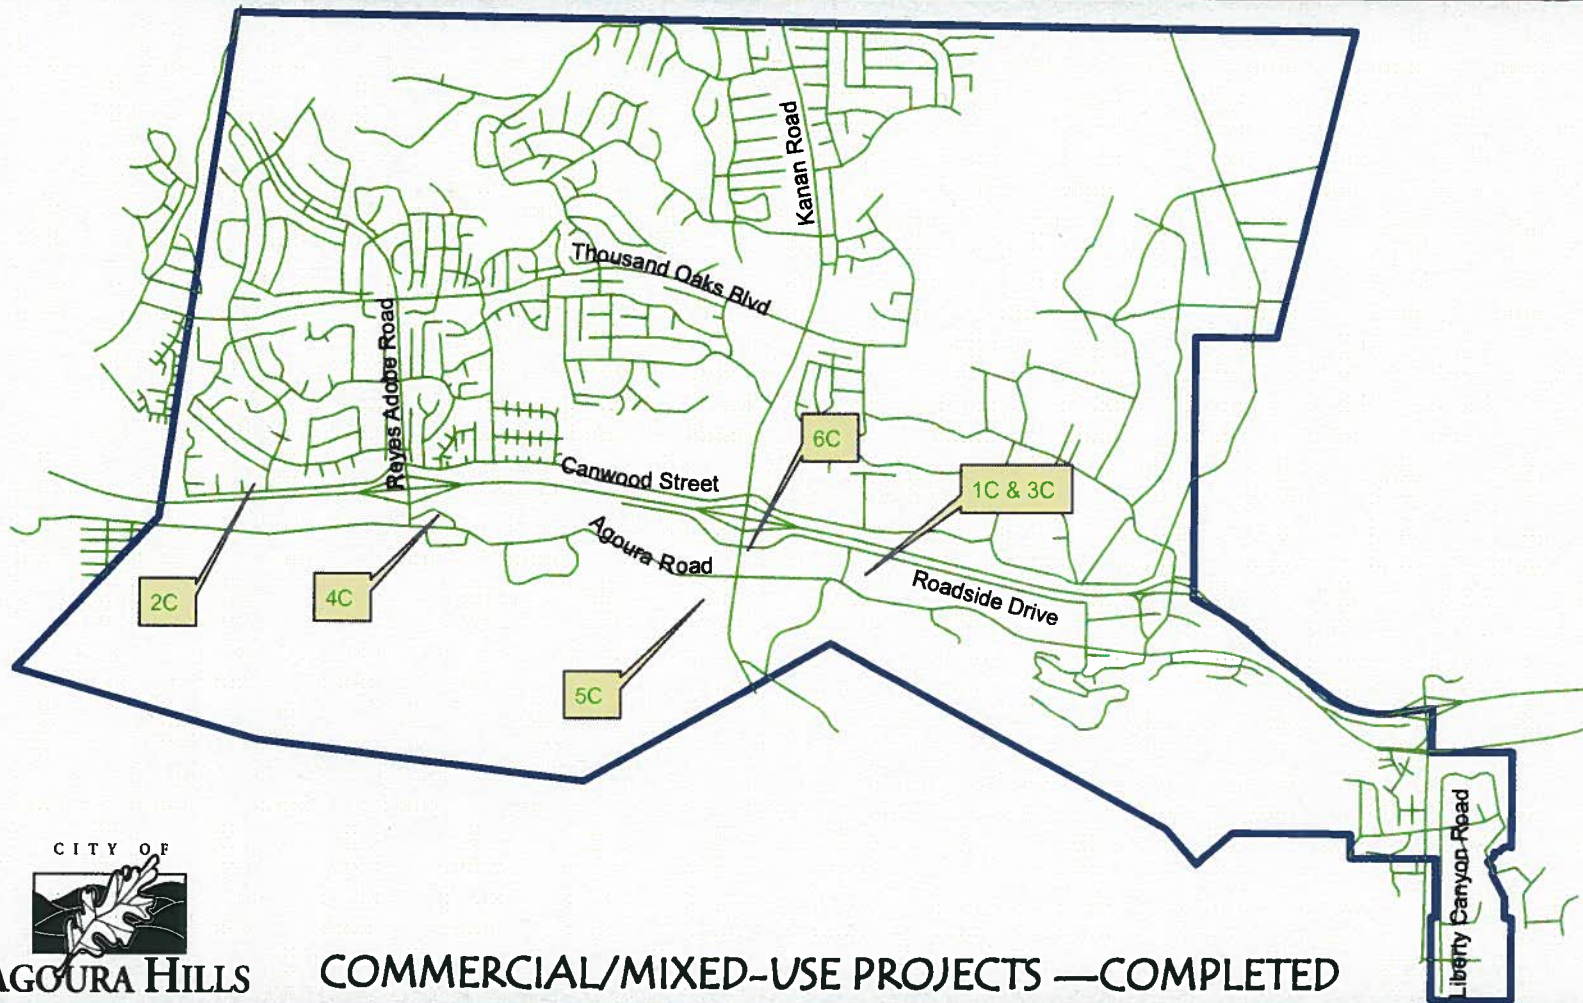 Kanan Road
Thousand Oaks Blvd
Reyes Adobe Road
6C
Canwood Street
1C & 3C
Agoura Road
Roadside Drive
2C
4C
5C
Liberty Canyon Road
CITY OF
AGOURA HILLS
COMMERCIAL/MIXED-USE PROJECTS —COMPLETED